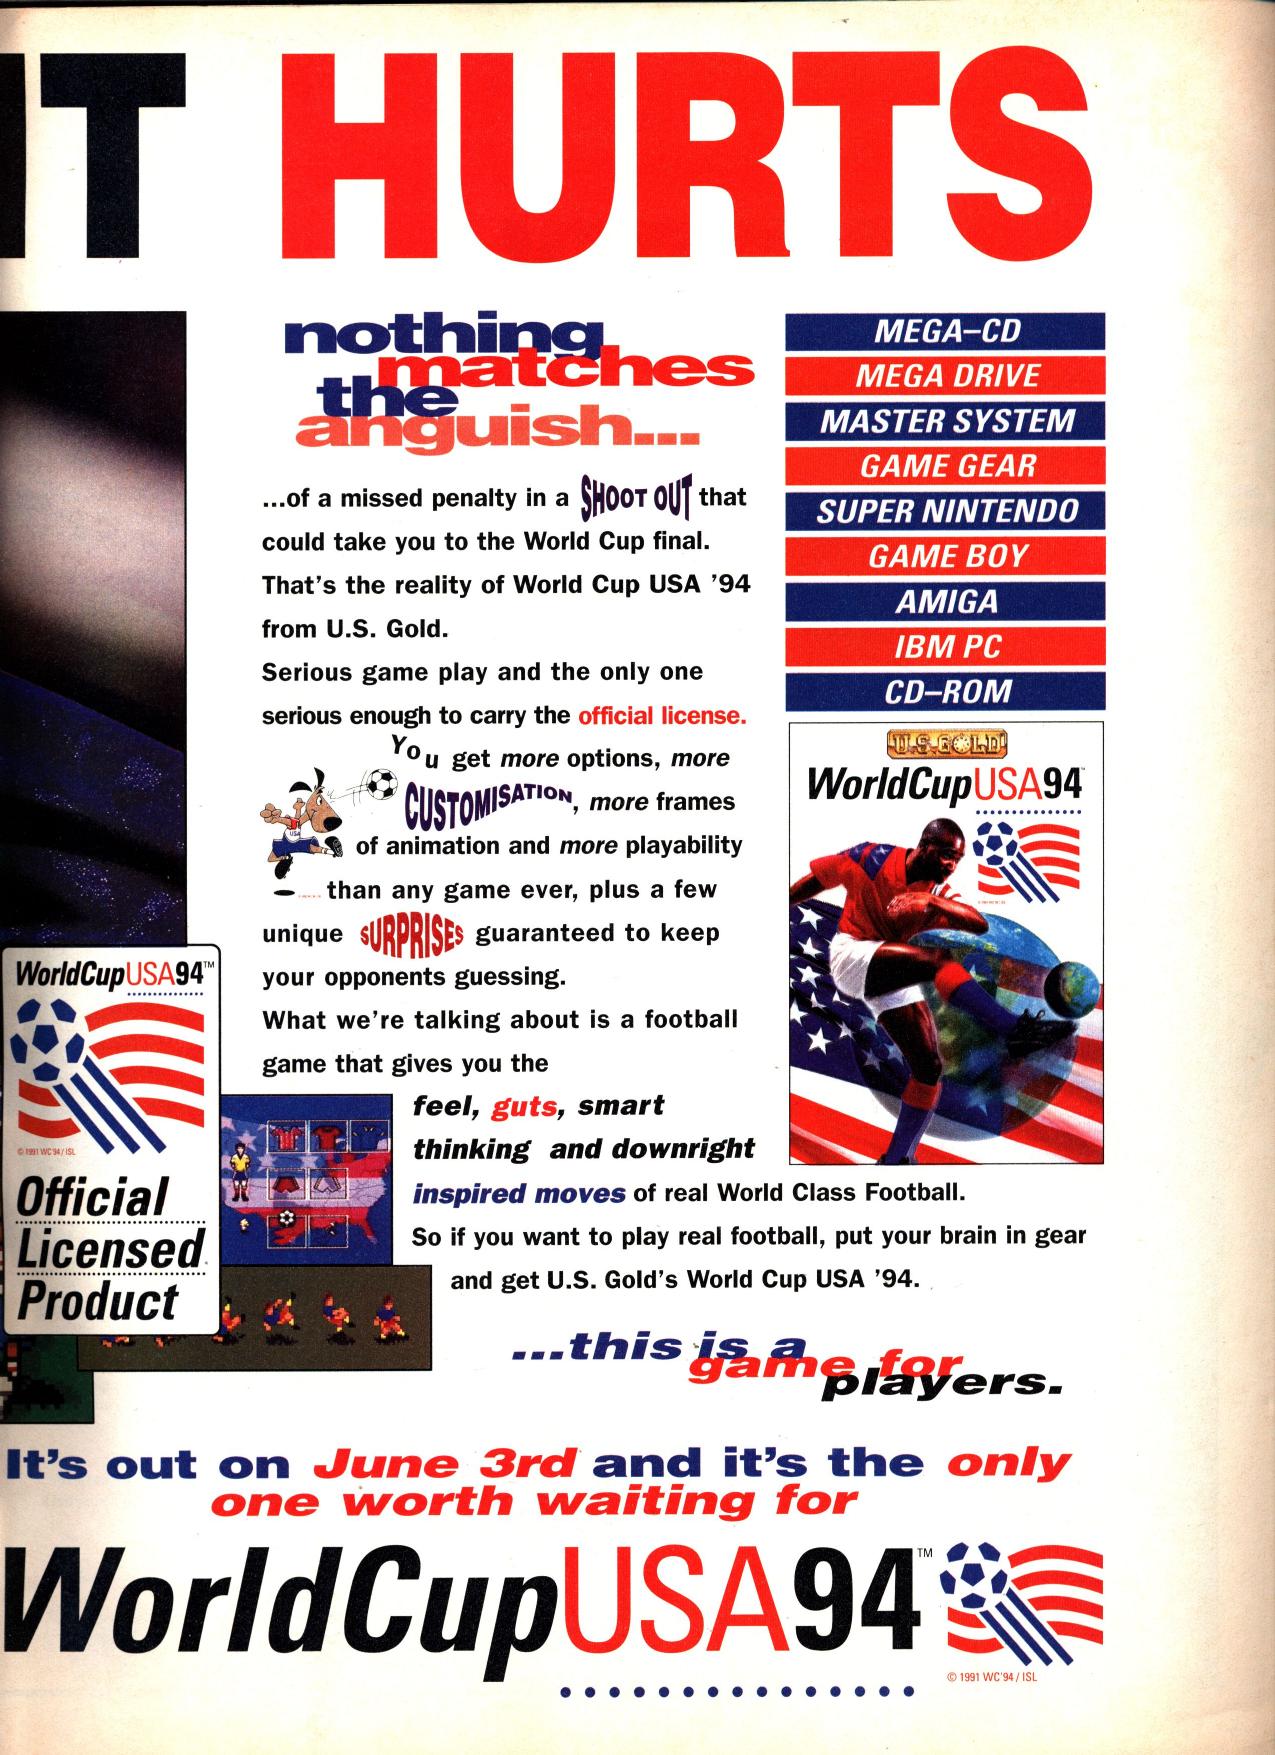 IT HURTS
nothing
matches
the
anguish...
...of a missed penalty in a SHOOT OUT that
could take you to the World Cup final.
That's the reality of World Cup USA '94
from U.S. Gold.
Serious game play and the only one
serious enough to carry the official license.
You get more options, more
CUSTOMISATION, more frames
of animation and more playability
than any game ever, plus a few
unique SURPRISES guaranteed to keep
your opponents guessing.
What we're talking about is a football
game that gives you the
feel, guts, smart
thinking and downright
inspired moves of real World Class Football.
So if you want to play real football, put your brain in gear
and get U.S. Gold's World Cup USA '94.
...this is a
game for
players.
MEGA–CD
MEGA DRIVE
MASTER SYSTEM
GAME GEAR
SUPER NINTENDO
GAME BOY
AMIGA
IBM PC
CD–ROM
U.S. GOLD
WorldCupUSA94™
USA
WorldCupUSA94™
© 1991 WC'94 / ISL
Official
Licensed
Product
It's out on June 3rd and it's the only
one worth waiting for
WorldCupUSA94™
© 1991 WC'94 / ISL